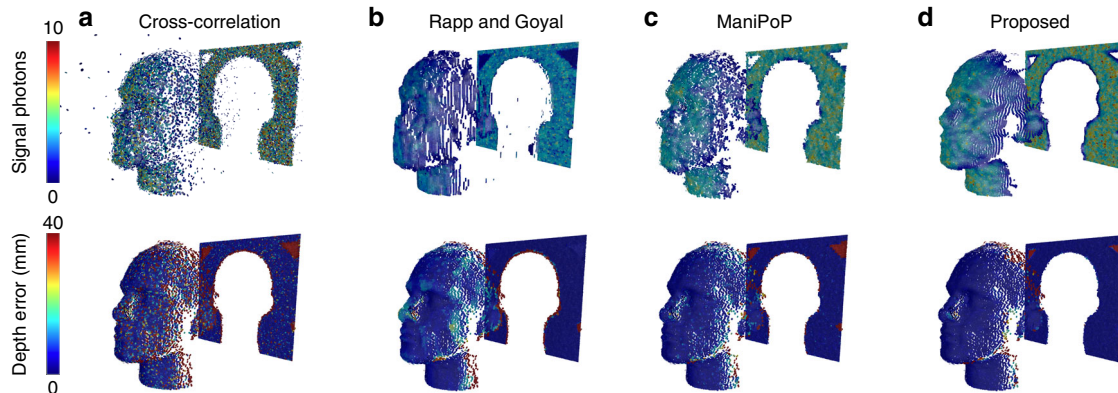 a Cross-correlation
b Rapp and Goyal
c ManiPoP
d Proposed
10
Signal photons
0
40
Depth error (mm)
0